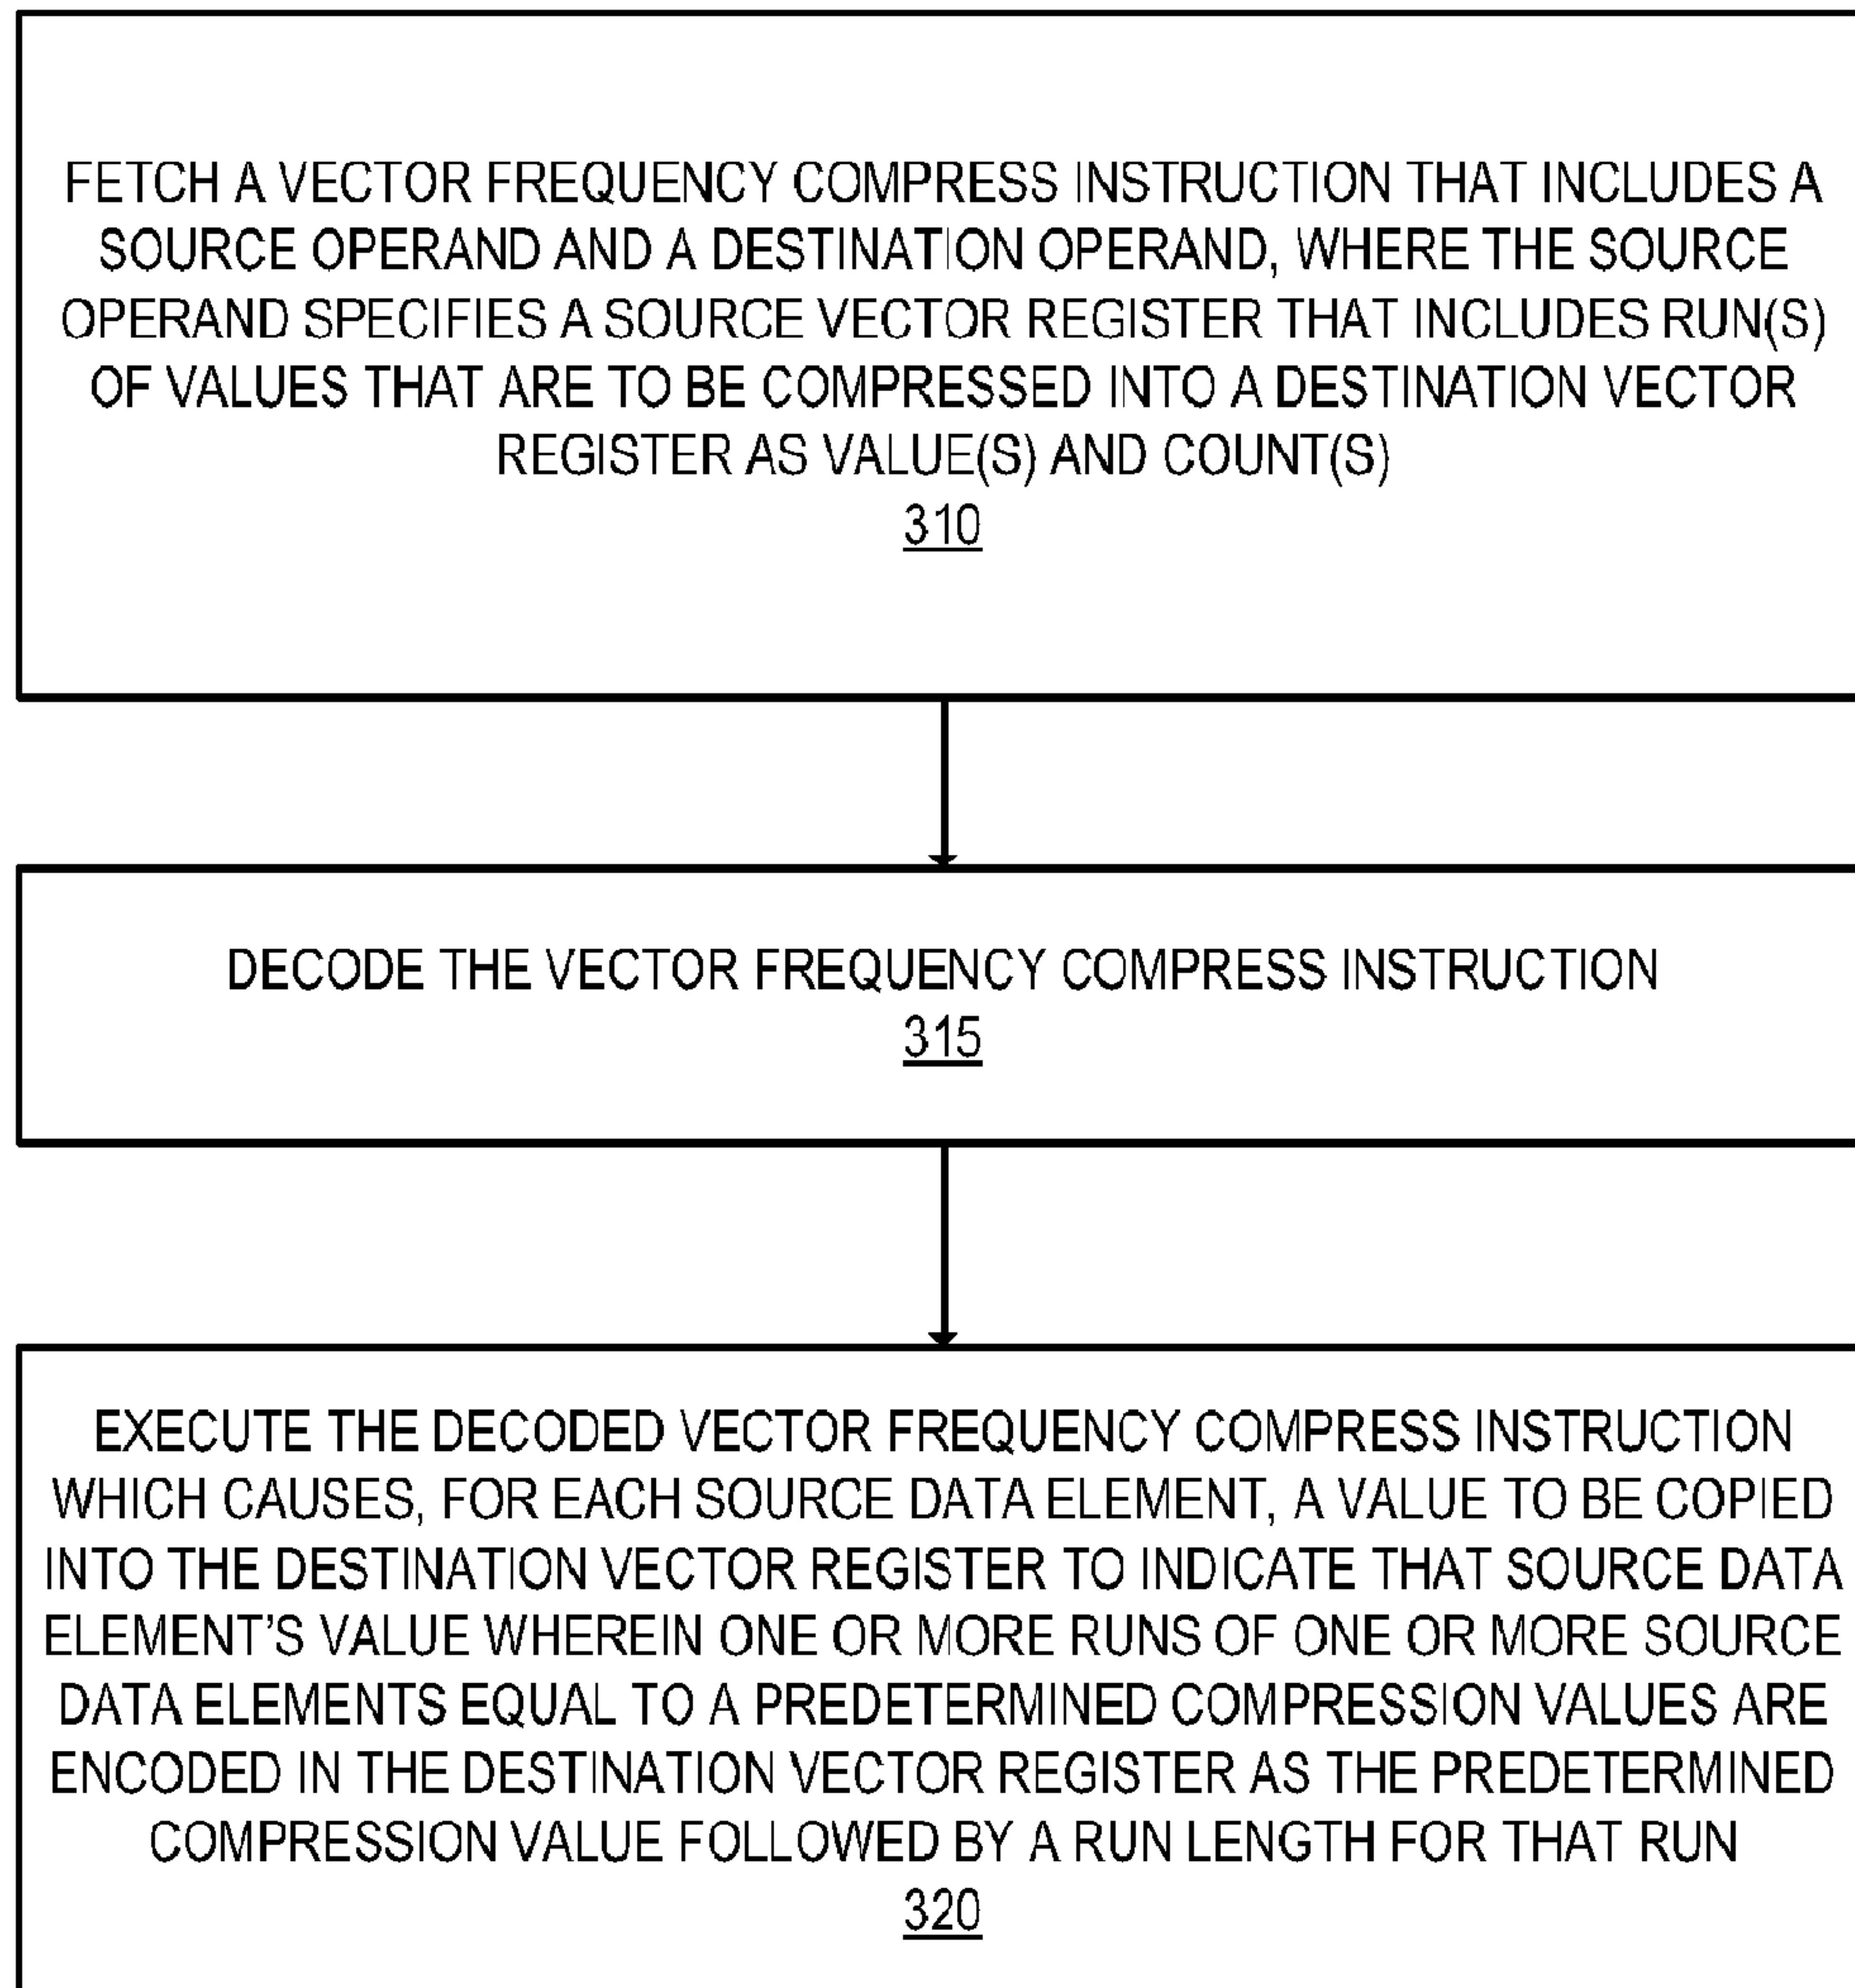 FETCH A VECTOR FREQUENCY COMPRESS INSTRUCTION THAT INCLUDES A
SOURCE OPERAND AND A DESTINATION OPERAND, WHERE THE SOURCE
OPERAND SPECIFIES A SOURCE VECTOR REGISTER THAT INCLUDES RUN(S)
OF VALUES THAT ARE TO BE COMPRESSED INTO A DESTINATION VECTOR
REGISTER AS VALUE(S) AND COUNT(S)
310
DECODE THE VECTOR FREQUENCY COMPRESS INSTRUCTION
315
EXECUTE THE DECODED VECTOR FREQUENCY COMPRESS INSTRUCTION
WHICH CAUSES, FOR EACH SOURCE DATA ELEMENT, A VALUE TO BE COPIED
INTO THE DESTINATION VECTOR REGISTER TO INDICATE THAT SOURCE DATA
ELEMENT'S VALUE WHEREIN ONE OR MORE RUNS OF ONE OR MORE SOURCE
DATA ELEMENTS EQUAL TO A PREDETERMINED COMPRESSION VALUES ARE
ENCODED IN THE DESTINATION VECTOR REGISTER AS THE PREDETERMINED
COMPRESSION VALUE FOLLOWED BY A RUN LENGTH FOR THAT RUN
320